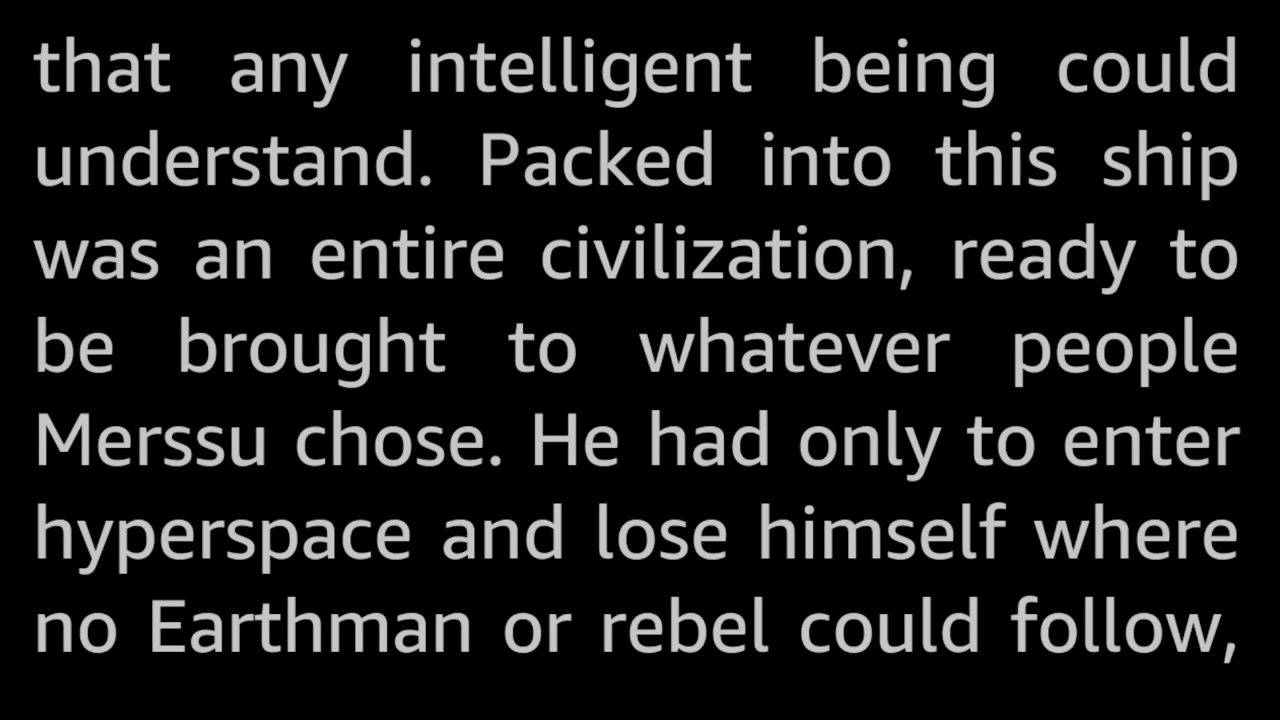 that any intelligent being could
understand. Packed into this ship
was an entire civilization, ready to
be brought to whatever people
Merssu chose. He had only to enter
hyperspace and lose himself where
no Earthman or rebel could follow,